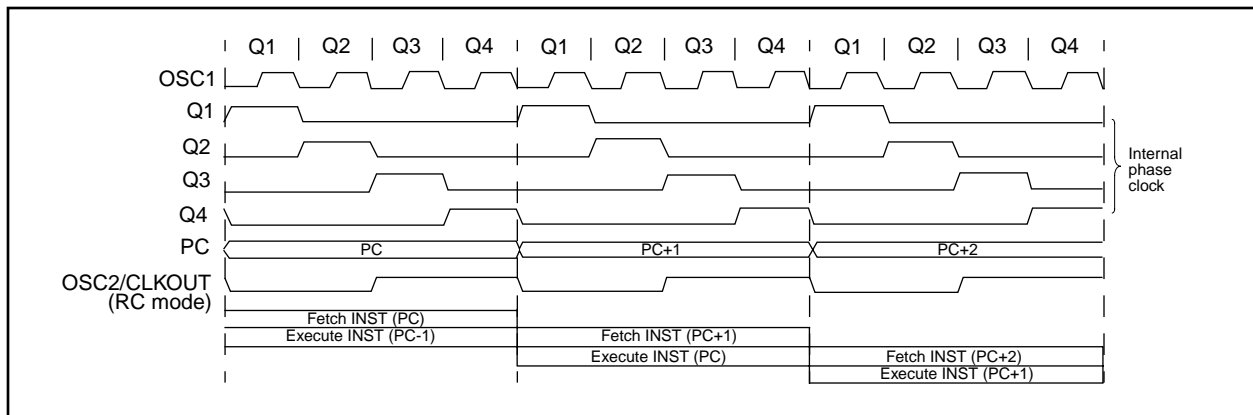 Q1 Q2 Q3 Q4 Q1 Q2 Q3 Q4 Q1 Q2 Q3 Q4
OSC1
Q1
Q2
Q3
Q4
Internal
phase
clock
PC PC PC+1 PC+2
OSC2/CLKOUT
(RC mode)
Fetch INST (PC)
Execute INST (PC-1) Fetch INST (PC+1)
Execute INST (PC) Fetch INST (PC+2)
Execute INST (PC+1)